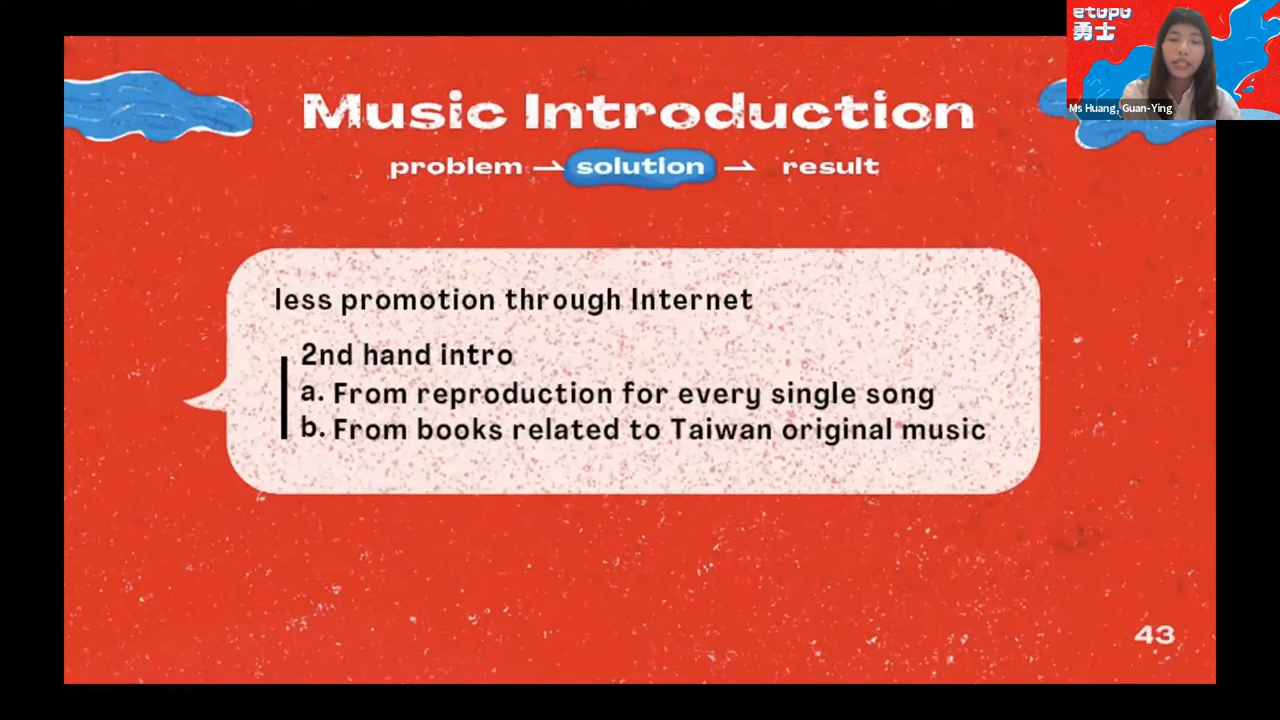 etupu
勇士
Ms Huang, Guan-Ying
Music Introduction
problem → solution → result
less promotion through Internet
2nd hand intro
a. From reproduction for every single song
b. From books related to Taiwan original music
43